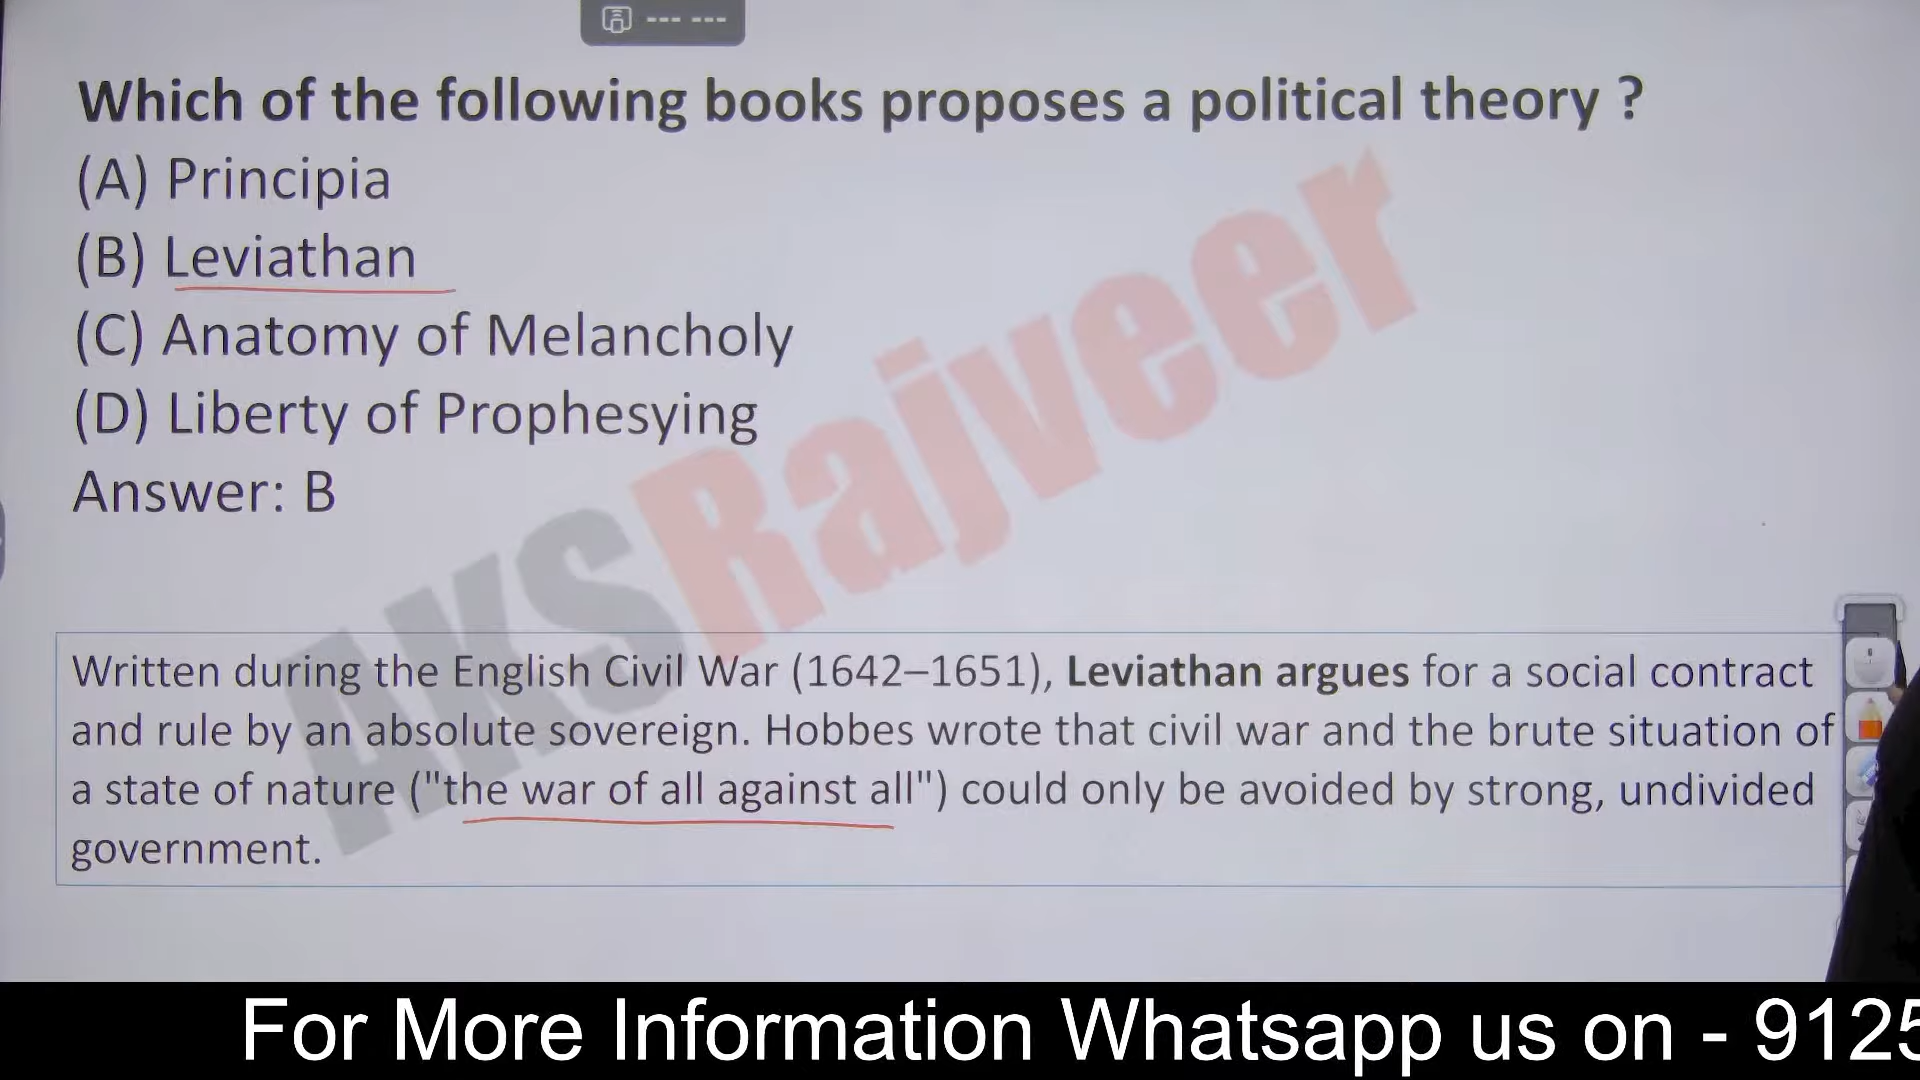 Which of the following books proposes a political theory ?
(A) Principia
(B) Leviathan
(C) Anatomy of Melancholy
(D) Liberty of Prophesying
Answer: B
AKSRajveer
Written during the English Civil War (1642–1651), Leviathan argues for a social contract
and rule by an absolute sovereign. Hobbes wrote that civil war and the brute situation of
a state of nature ("the war of all against all") could only be avoided by strong, undivided
government.
For More Information Whatsapp us on - 9125